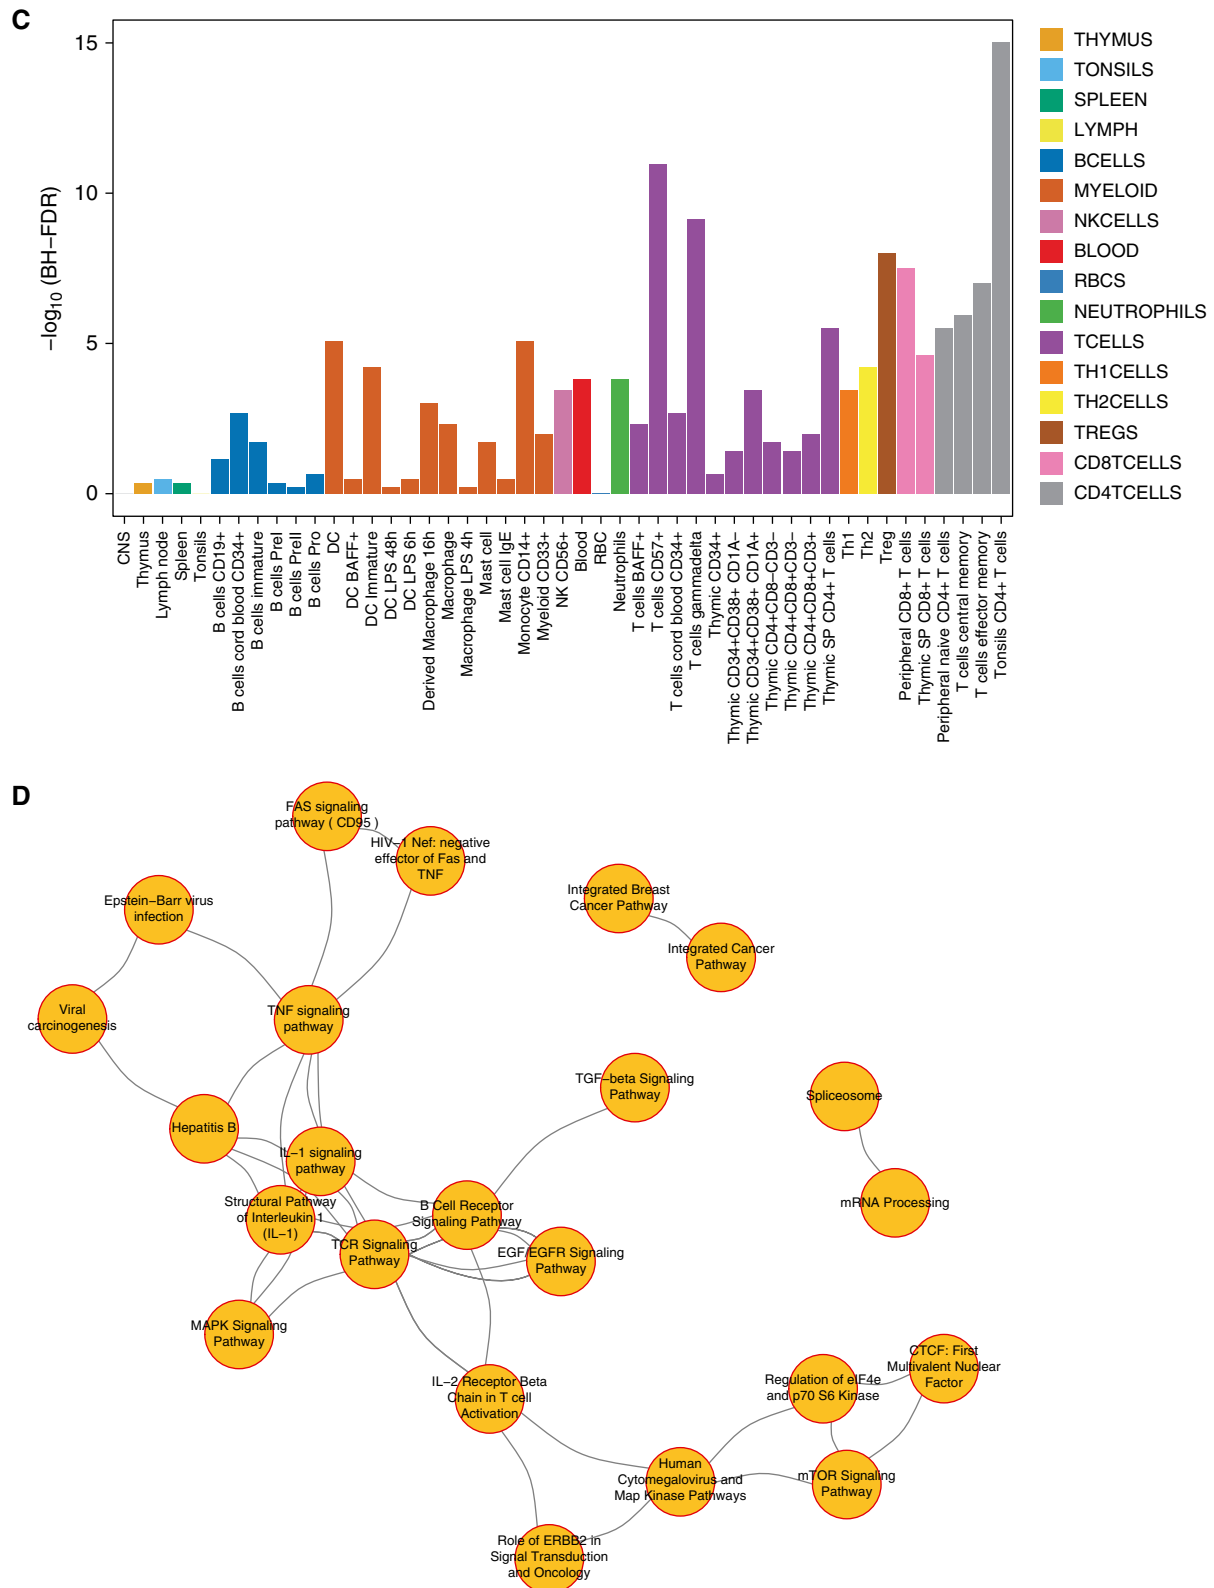 C
15
10
5
0
−log10 (BH−FDR)
CNS
Thymus
Lymph node
Spleen
Tonsils
B cells CD19+
B cells cord blood CD34+
B cells immature
B cells PreI
B cells PreII
B cells Pro
DC
DC BAFF+
DC Immature
DC LPS 48h
DC LPS 6h
Derived Macrophage 16h
Macrophage
Macrophage LPS 4h
Mast cell
Mast cell IgE
Monocyte CD14+
Myeloid CD33+
NK CD56+
Blood
RBC
Neutrophils
T cells BAFF+
T cells CD57+
T cells cord blood CD34+
T cells gammadelta
Thymic CD34+
Thymic CD34+CD38+ CD1A−
Thymic CD34+CD38+ CD1A+
Thymic CD4+CD8−CD3−
Thymic CD4+CD8+CD3−
Thymic CD4+CD8+CD3+
Thymic SP CD4+ T cells
Th1
Th2
Treg
Peripheral CD8+ T cells
Thymic SP CD8+ T cells
Peripheral naive CD4+ T cells
T cells central memory
T cells effector memory
Tonsils CD4+ T cells
THYMUS
TONSILS
SPLEEN
LYMPH
BCELLS
MYELOID
NKCELLS
BLOOD
RBCS
NEUTROPHILS
TCELLS
TH1CELLS
TH2CELLS
TREGS
CD8TCELLS
CD4TCELLS
D
FAS signaling
pathway ( CD95 )
HIV−1 Nef: negative
effector of Fas and
TNF
Epstein−Barr virus
infection
Integrated Breast
Cancer Pathway
Integrated Cancer
Pathway
Viral
carcinogenesis
TNF signaling
pathway
TGF−beta Signaling
Pathway
Spliceosome
Hepatitis B
IL−1 signaling
pathway
Structural Pathway
of Interleukin 1
(IL−1)
B Cell Receptor
Signaling Pathway
mRNA Processing
TCR Signaling
Pathway
EGF/EGFR Signaling
Pathway
MAPK Signaling
Pathway
IL−2 Receptor Beta
Chain in T cell
Activation
Regulation of eIF4e
and p70 S6 Kinase
CTCF: First
Multivalent Nuclear
Factor
Human
Cytomegalovirus and
Map Kinase Pathways
mTOR Signaling
Pathway
Role of ERBB2 in
Signal Transduction
and Oncology